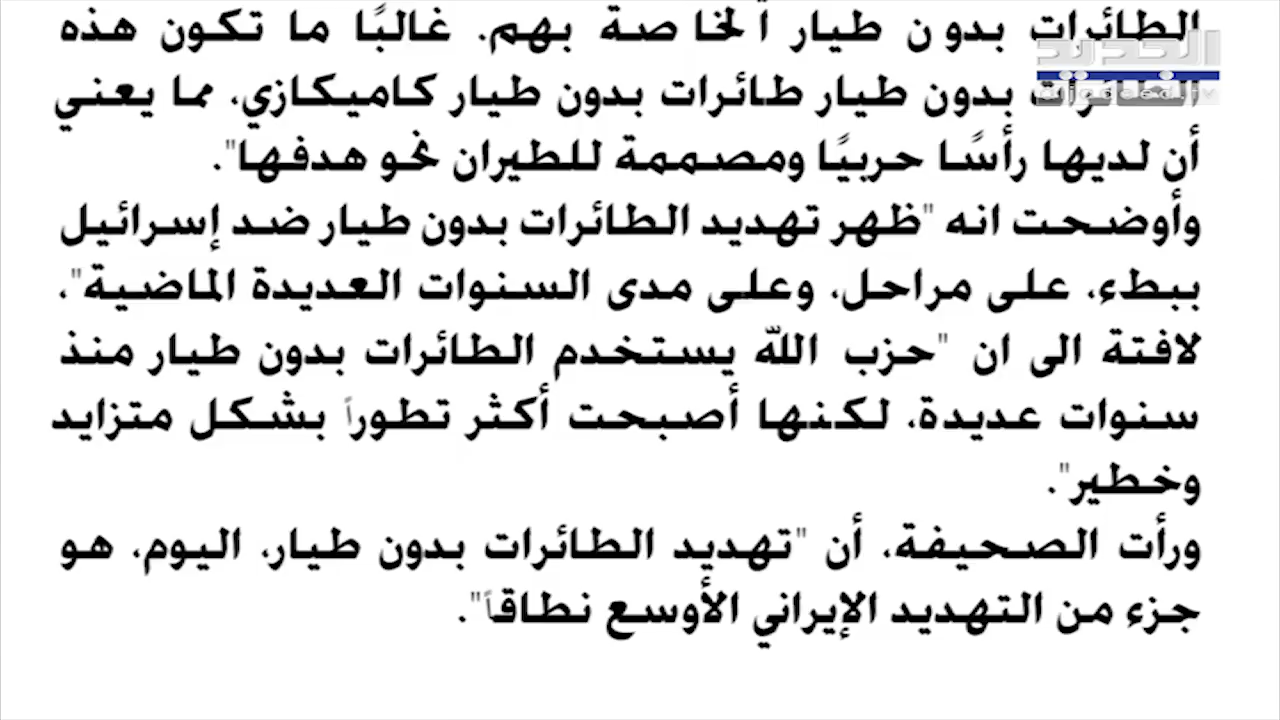 الطائرات بدون طيار الخاصة بهم. غالبًا ما تكون هذه
الطائرات بدون طيار طائرات بدون طيار كاميكازي، مما يعني
أن لديها رأسًا حربيًا ومصممة للطيران نحو هدفها".
وأوضحت انه "ظهر تهديد الطائرات بدون طيار ضد إسرائيل
ببطء، على مراحل، وعلى مدى السنوات العديدة الماضية"،
لافتة الى ان "حزب الله يستخدم الطائرات بدون طيار منذ
سنوات عديدة، لكنها أصبحت أكثر تطوراً بشكل متزايد
وخطير".
ورأت الصحيفة، أن "تهديد الطائرات بدون طيار، اليوم، هو
جزء من التهديد الإيراني الأوسع نطاقاً".
الجديد
aljadeed.tv